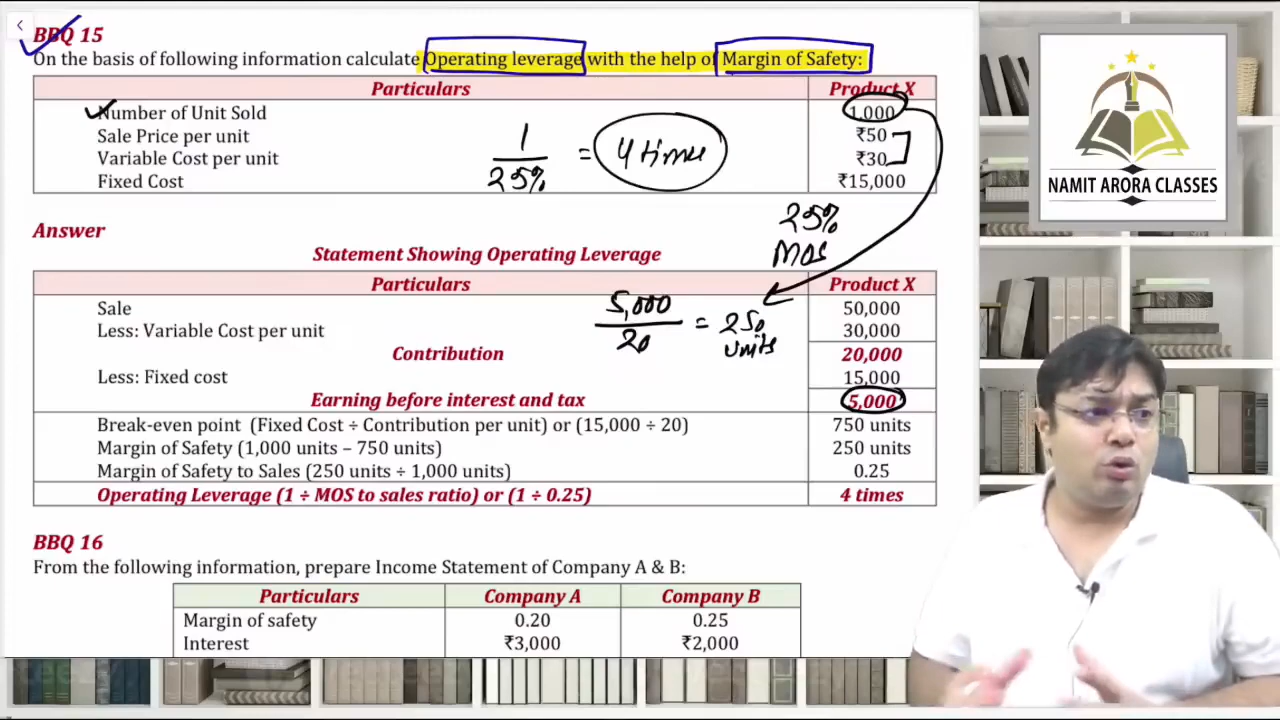 BBQ 15
On the basis of following information calculate Operating leverage with the help of Margin of Safety:
Particulars Product X
Number of Unit Sold 1,000
Sale Price per unit ₹50
Variable Cost per unit ₹30
Fixed Cost ₹15,000
1
25% = 4 times
25%
MOS
NAMIT ARORA CLASSES
Answer
Statement Showing Operating Leverage
Particulars Product X
Sale 50,000
Less: Variable Cost per unit 30,000
Contribution 20,000
Less: Fixed cost 15,000
Earning before interest and tax 5,000
5,000
20 = 250
units
Break-even point (Fixed Cost ÷ Contribution per unit) or (15,000 ÷ 20) 750 units
Margin of Safety (1,000 units – 750 units) 250 units
Margin of Safety to Sales (250 units ÷ 1,000 units) 0.25
Operating Leverage (1 ÷ MOS to sales ratio) or (1 ÷ 0.25) 4 times
BBQ 16
From the following information, prepare Income Statement of Company A & B:
Particulars Company A Company B
Margin of safety 0.20 0.25
Interest ₹3,000 ₹2,000